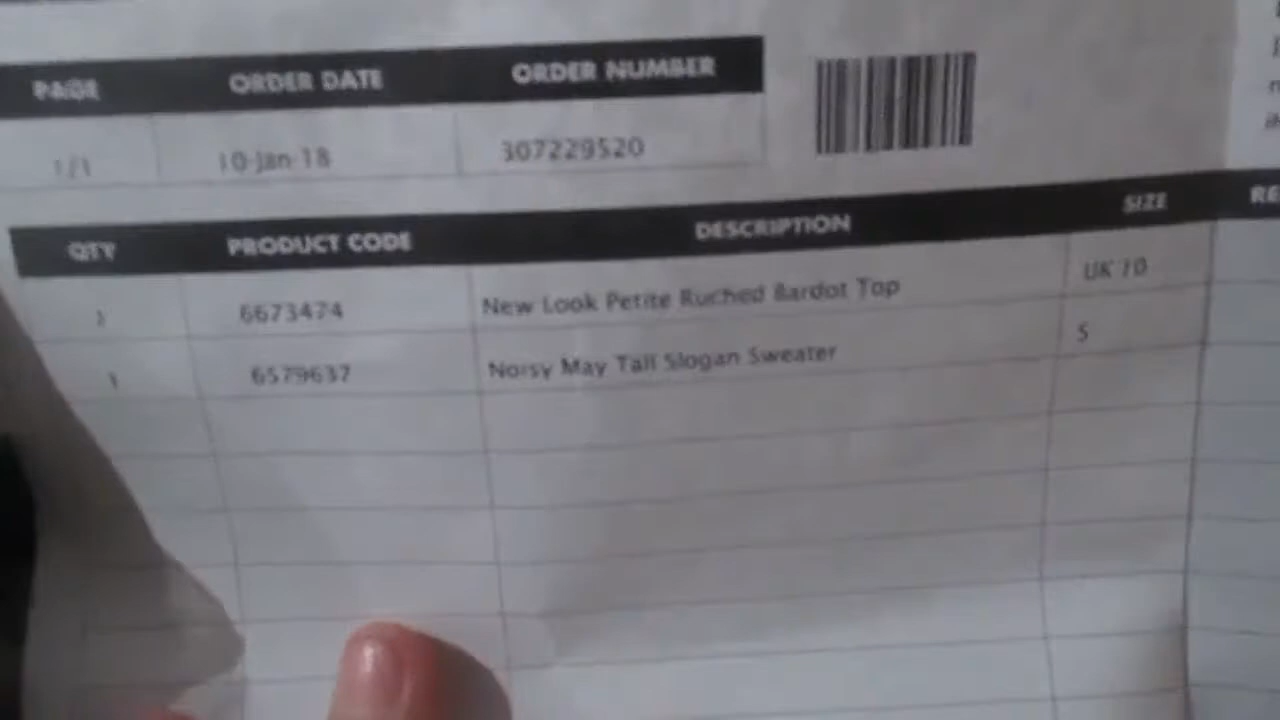 PAGE ORDER DATE ORDER NUMBER
1/1 10-Jan-18 307229520
QTY PRODUCT CODE DESCRIPTION SIZE
1 6673474 New Look Petite Ruched Bardot Top UK 10
1 6579637 Noisy May Tall Slogan Sweater S